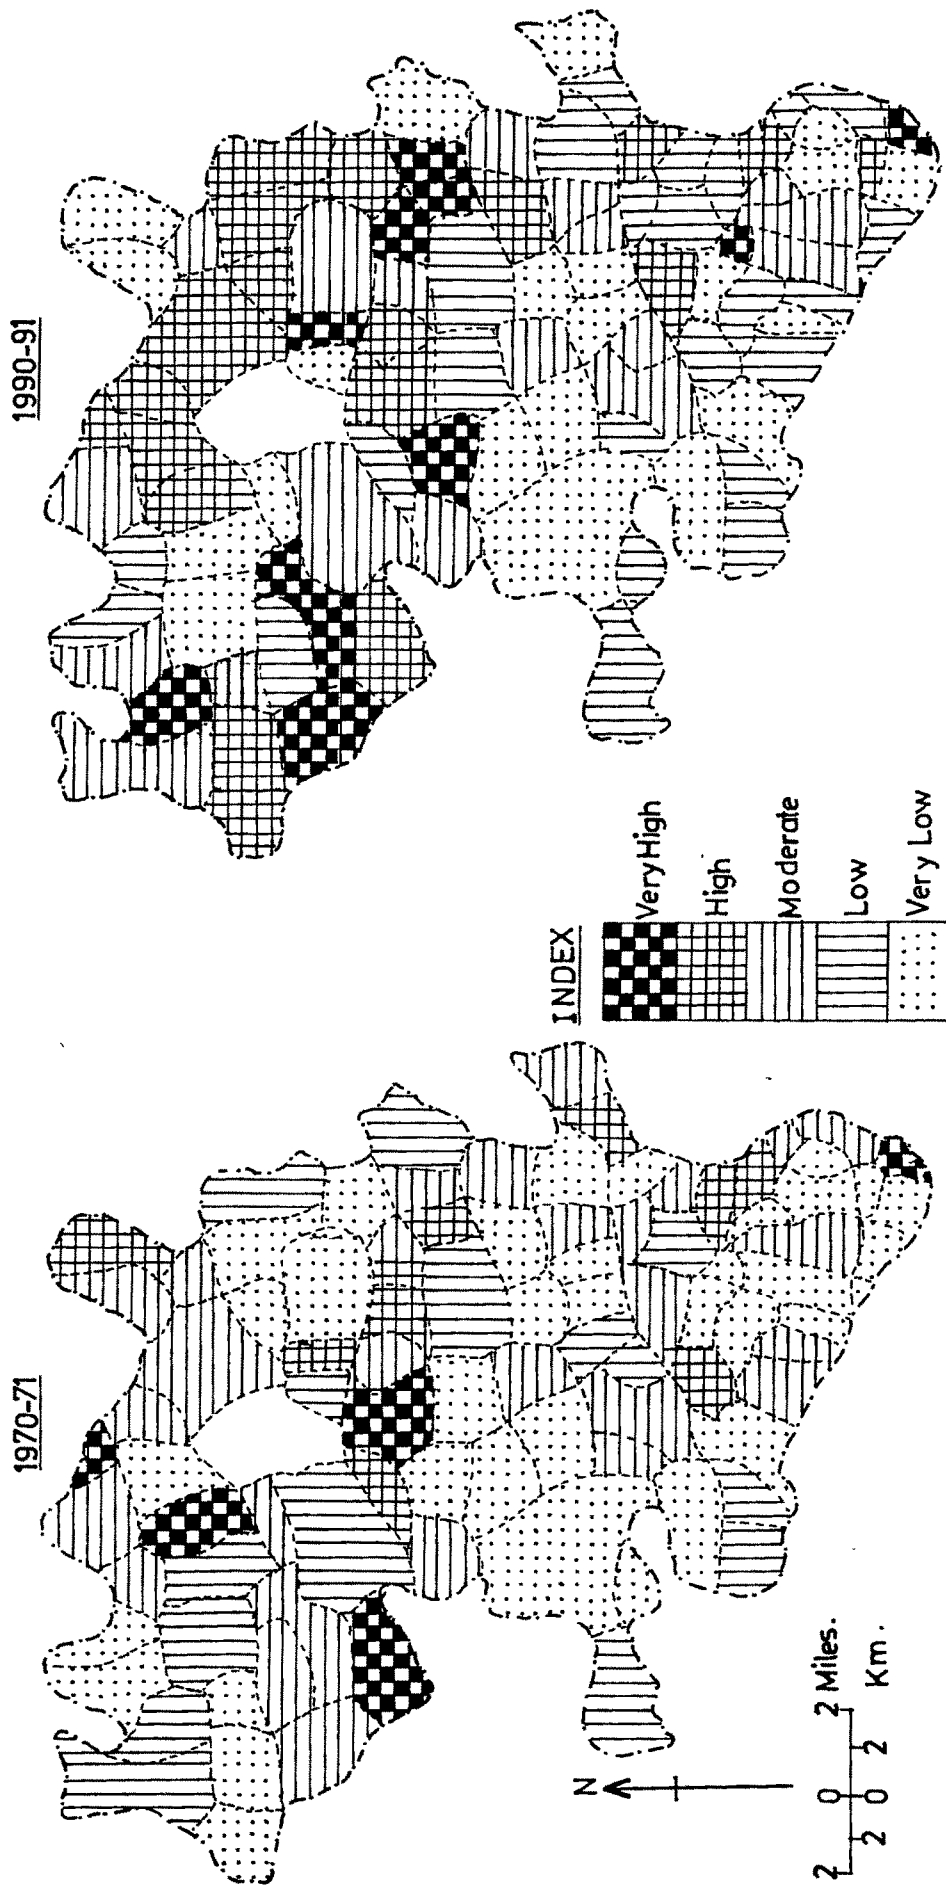 1970-71
1990-91
INDEX
Very High
High
Moderate
Low
Very Low
N
2 0 2 Miles.
2 0 2 Km.